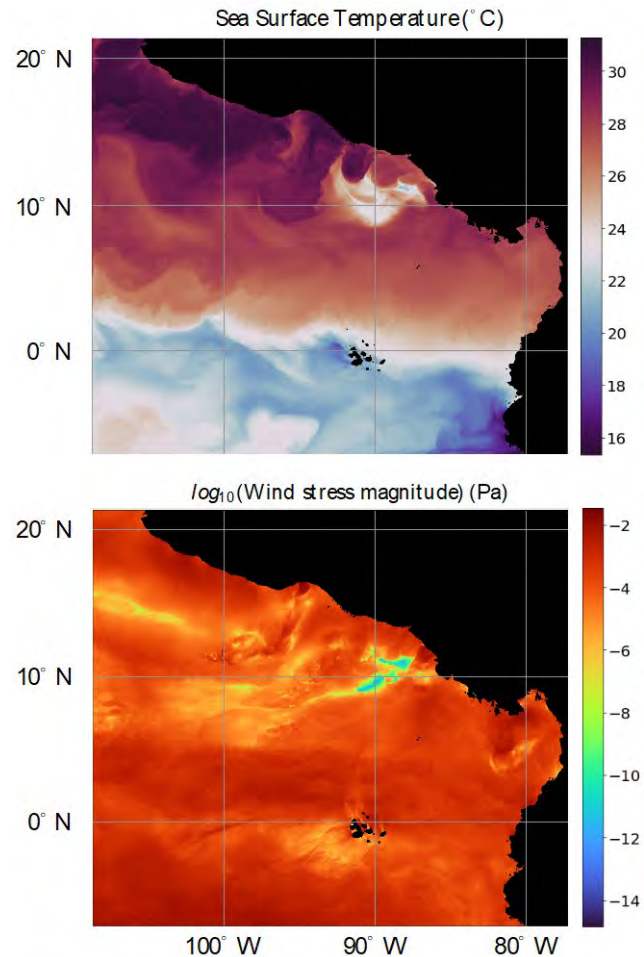 Sea Surface Temperature (° C)
20° N
10° N
0° N
30
28
26
24
22
20
18
16
log₁₀(Wind stress magnitude) (Pa)
20° N
10° N
0° N
−2
−4
−6
−8
−10
−12
−14
100° W 90° W 80° W